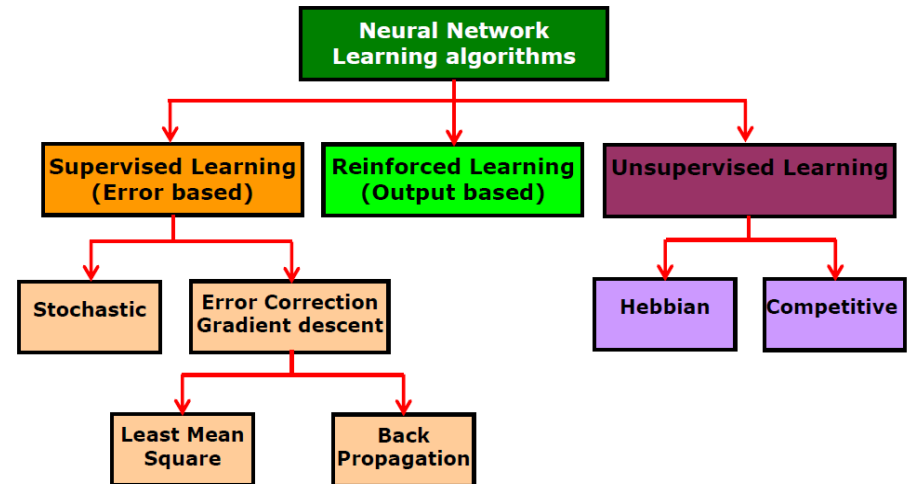 Neural Network
Learning algorithms
Supervised Learning
(Error based)
Reinforced Learning
(Output based)
Unsupervised Learning
Stochastic
Error Correction
Gradient descent
Hebbian
Competitive
Least Mean
Square
Back
Propagation